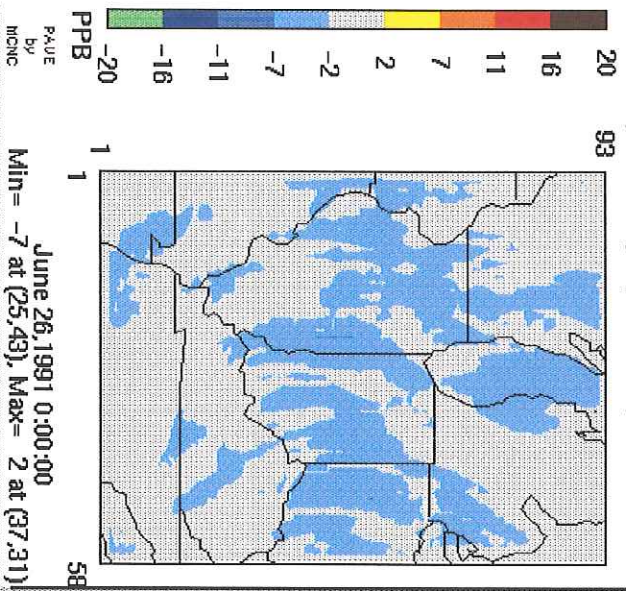 PPB
20
16
11
7
2
-2
-7
-11
-16
-20
93
1
1
58
PAVE
by
MCNC
June 26,1991 0:00:00
Min= -7 at (25,43), Max= 2 at (37,31)